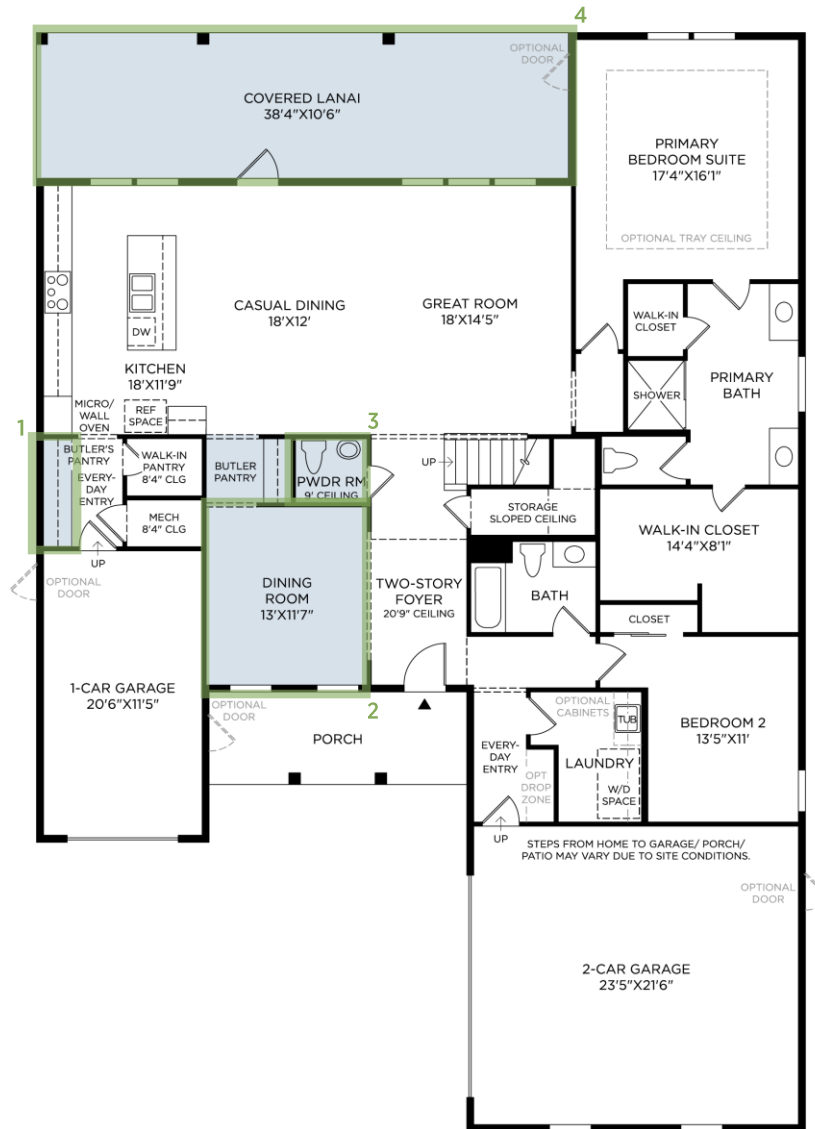 4
OPTIONAL
DOOR
COVERED LANAI
38'4"X10'6"
PRIMARY
BEDROOM SUITE
17'4"X16'1"
OPTIONAL TRAY CEILING
CASUAL DINING
18'X12'
GREAT ROOM
18'X14'5"
DW
KITCHEN
18'X11'9"
WALK-IN
CLOSET
SHOWER
PRIMARY
BATH
MICRO/
WALL
OVEN
REF
SPACE
1
3
BUTLER'S
PANTRY
EVERY-
DAY
ENTRY
WALK-IN
PANTRY
8'4" CLG
BUTLER
PANTRY
PWDR RM
9' CEILING
UP
STORAGE
SLOPED CEILING
MECH
8'4" CLG
UP
WALK-IN CLOSET
14'4"X8'1"
OPTIONAL
DOOR
DINING
ROOM
13'X11'7"
TWO-STORY
FOYER
20'9" CEILING
BATH
CLOSET
1-CAR GARAGE
20'6"X11'5"
2
OPTIONAL
DOOR
PORCH
OPTIONAL
CABINETS
TUB
BEDROOM 2
13'5"X11'
EVERY-
DAY
ENTRY
LAUNDRY
OPT
DROP
ZONE
W/D
SPACE
UP
STEPS FROM HOME TO GARAGE/ PORCH/
PATIO MAY VARY DUE TO SITE CONDITIONS.
OPTIONAL
DOOR
2-CAR GARAGE
23'5"X21'6"